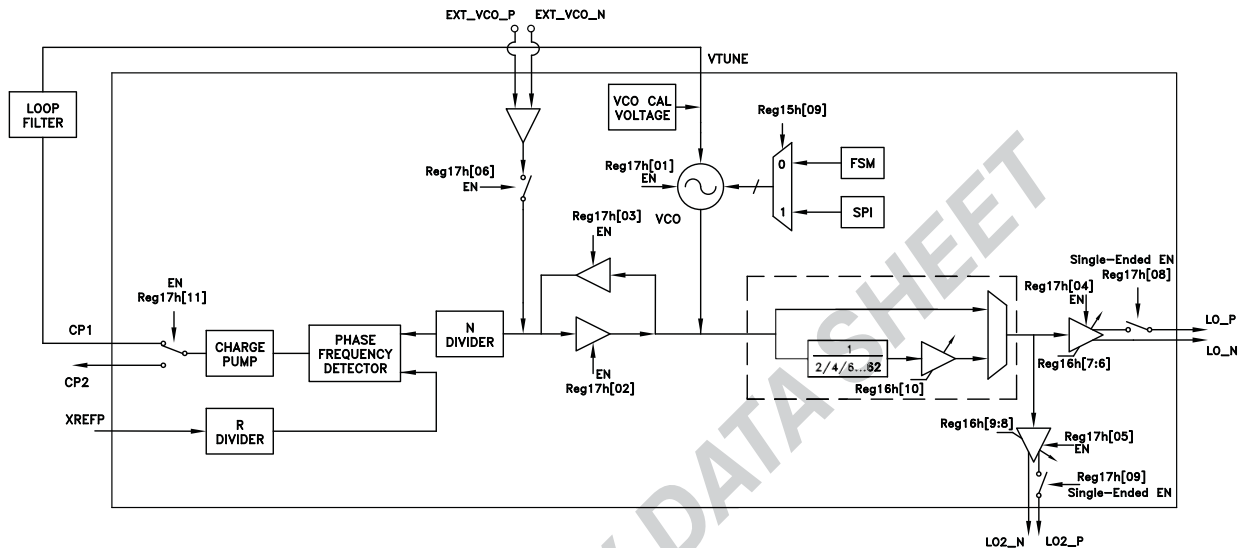 EXT_VCO_P EXT_VCO_N
VTUNE
LOOP
FILTER
VCO CAL
VOLTAGE
Reg15h[09]
Reg17h[06]
EN
Reg17h[01]
EN
0
FSM
1
SPI
VCO
Reg17h[03]
EN
Single-Ended EN
Reg17h[08]
Reg17h[04]
EN
EN
Reg17h[11]
CP1
CHARGE
PUMP
PHASE
FREQUENCY
DETECTOR
N
DIVIDER
LO_P
LO_N
CP2
EN
Reg17h[02]
1
2/4/6...62
Reg16h[10]
Reg16h[7:6]
XREFP
R
DIVIDER
Reg16h[9:8]
Reg17h[05]
EN
Reg17h[09]
Single-Ended EN
LO2_N LO2_P
DATA SHEET